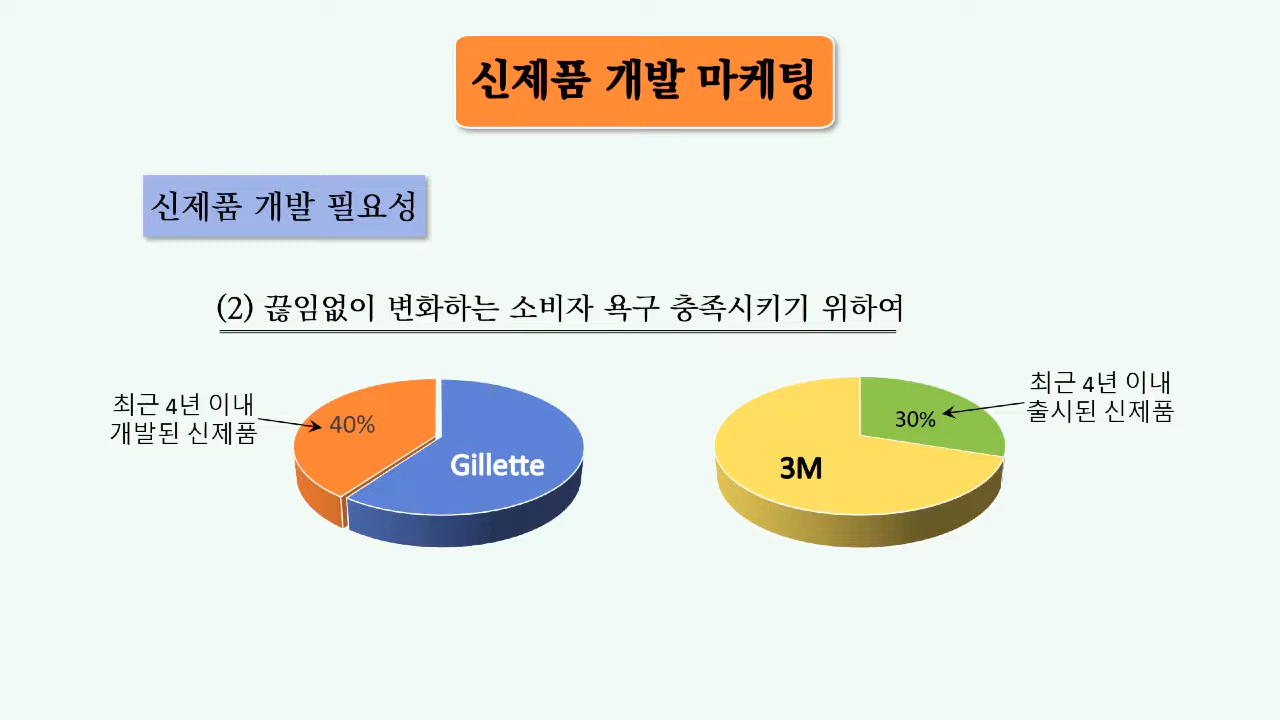 신제품 개발 마케팅
신제품 개발 필요성
(2) 끊임없이 변화하는 소비자 욕구 충족시키기 위하여
최근 4년 이내
개발된 신제품
40%
Gillette
3M
30%
최근 4년 이내
출시된 신제품